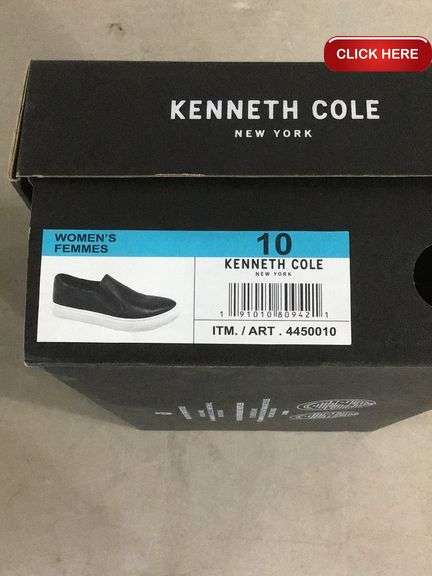 CLICK HERE
KENNETH COLE
NEW YORK
WOMEN'S
FEMMES
10
KENNETH COLE
NEW YORK
1 91010 80942 1
ITM. / ART . 4450010